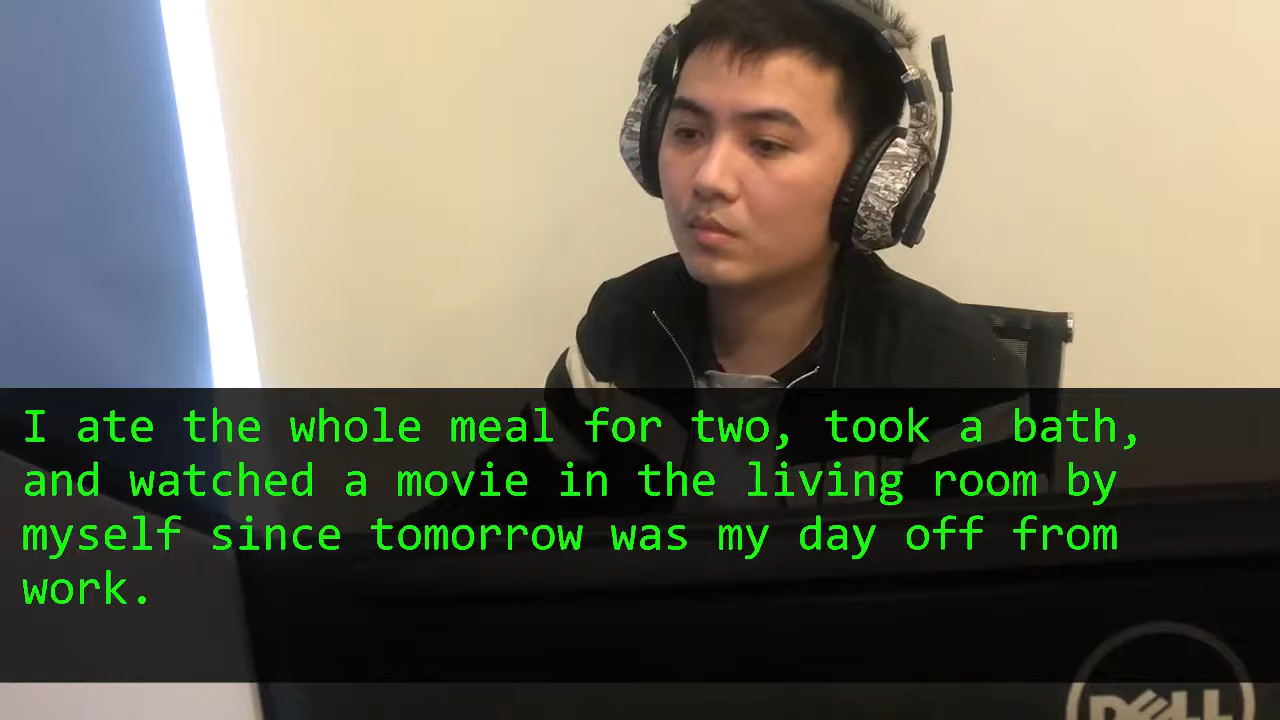 I ate the whole meal for two, took a bath,
and watched a movie in the living room by
myself since tomorrow was my day off from
work.
DELL